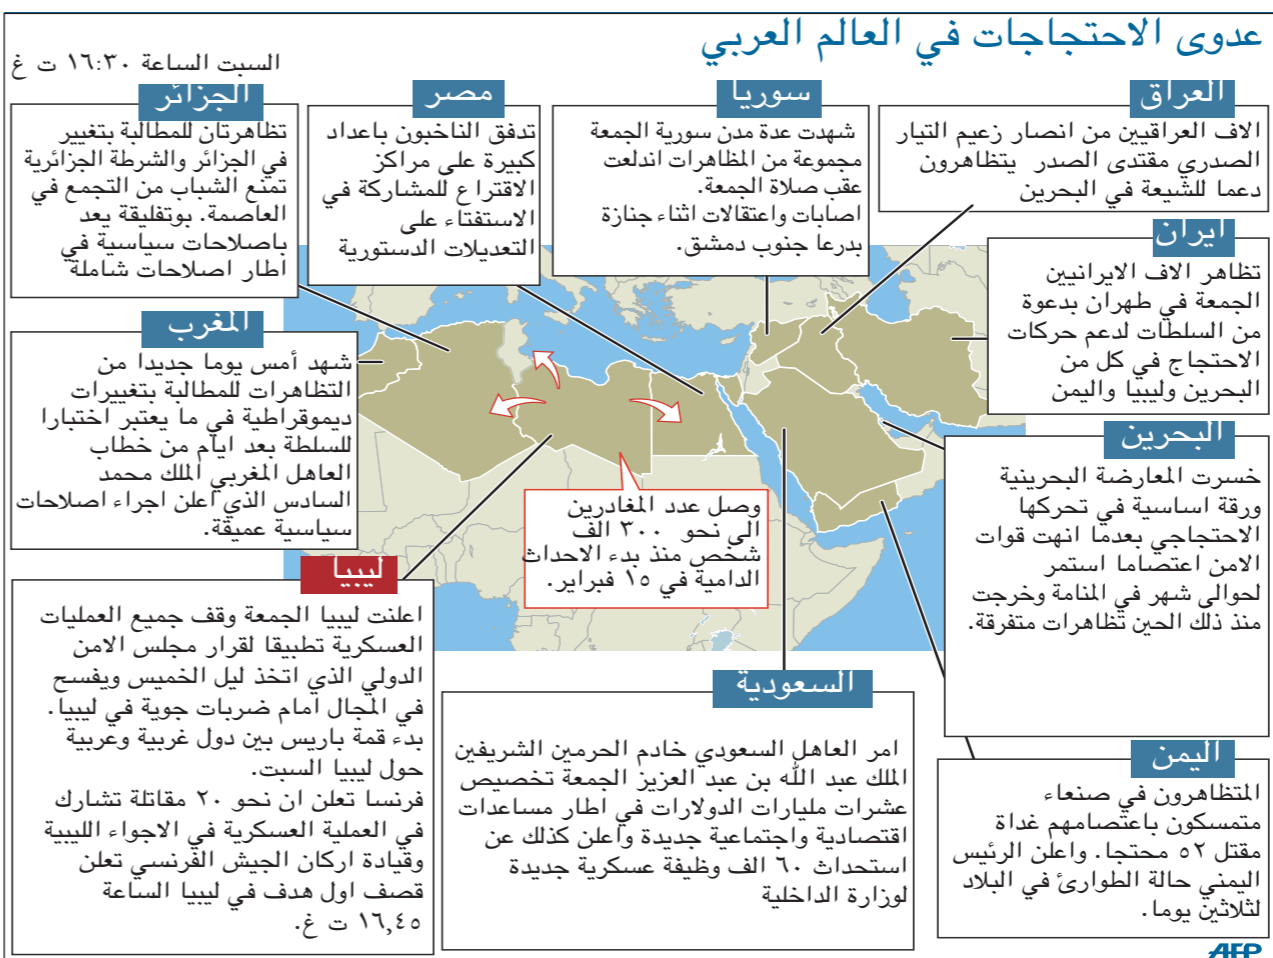 عدوى الاحتجاجات في العالم العربي
السبت الساعة ١٦:٣٠ ت غ
العراق
الاف العراقيين من انصار زعيم التيار
الصدري مقتدى الصدر يتظاهرون
دعما للشيعة في البحرين
سوريا
شهدت عدة مدن سورية الجمعة
مجموعة من المظاهرات اندلعت
عقب صلاة الجمعة.
اصابات واعتقالات اثناء جنازة
بدرعا جنوب دمشق.
مصر
تدفق الناخبون باعداد
كبيرة على مراكز
الاقتراع للمشاركة في
الاستفتاء على
التعديلات الدستورية
الجزائر
تظاهرتان للمطالبة بتغيير
في الجزائر والشرطة الجزائرية
تمنع الشباب من التجمع في
العاصمة. بوتفليقة يعد
باصلاحات سياسية في
اطار اصلاحات شاملة
ايران
تظاهر الاف الايرانيين
الجمعة في طهران بدعوة
من السلطات لدعم حركات
الاحتجاج في كل من
البحرين وليبيا واليمن
المغرب
شهد أمس يوما جديدا من
التظاهرات للمطالبة بتغييرات
ديموقراطية في ما يعتبر اختبارا
للسلطة بعد ايام من خطاب
العاهل المغربي الملك محمد
السادس الذي اعلن اجراء اصلاحات
سياسية عميقة.
البحرين
خسرت المعارضة البحرينية
ورقة اساسية في تحركها
الاحتجاجي بعدما انهت قوات
الامن اعتصاما استمر
لحوالى شهر في المنامة وخرجت
منذ ذلك الحين تظاهرات متفرقة.
وصل عدد المغادرين
الى نحو ٣٠٠ الف
شخص منذ بدء الاحداث
الدامية في ١٥ فبراير.
ليبيا
اعلنت ليبيا الجمعة وقف جميع العمليات
العسكرية تطبيقا لقرار مجلس الامن
الدولي الذي اتخذ ليل الخميس ويفسح
في المجال امام ضربات جوية في ليبيا.
بدء قمة باريس بين دول غربية وعربية
حول ليبيا السبت.
فرنسا تعلن ان نحو ٢٠ مقاتلة تشارك
في العملية العسكرية في الاجواء الليبية
وقيادة اركان الجيش الفرنسي تعلن
قصف اول هدف في ليبيا الساعة
١٦,٤٥ ت غ.
السعودية
امر العاهل السعودي خادم الحرمين الشريفين
الملك عبد الله بن عبد العزيز الجمعة تخصيص
عشرات مليارات الدولارات في اطار مساعدات
اقتصادية واجتماعية جديدة واعلن كذلك عن
استحداث ٦٠ الف وظيفة عسكرية جديدة
لوزارة الداخلية
اليمن
المتظاهرون في صنعاء
متمسكون باعتصامهم غداة
مقتل ٥٢ محتجا. واعلن الرئيس
اليمني حالة الطوارئ في البلاد
لثلاثين يوما.
AFP